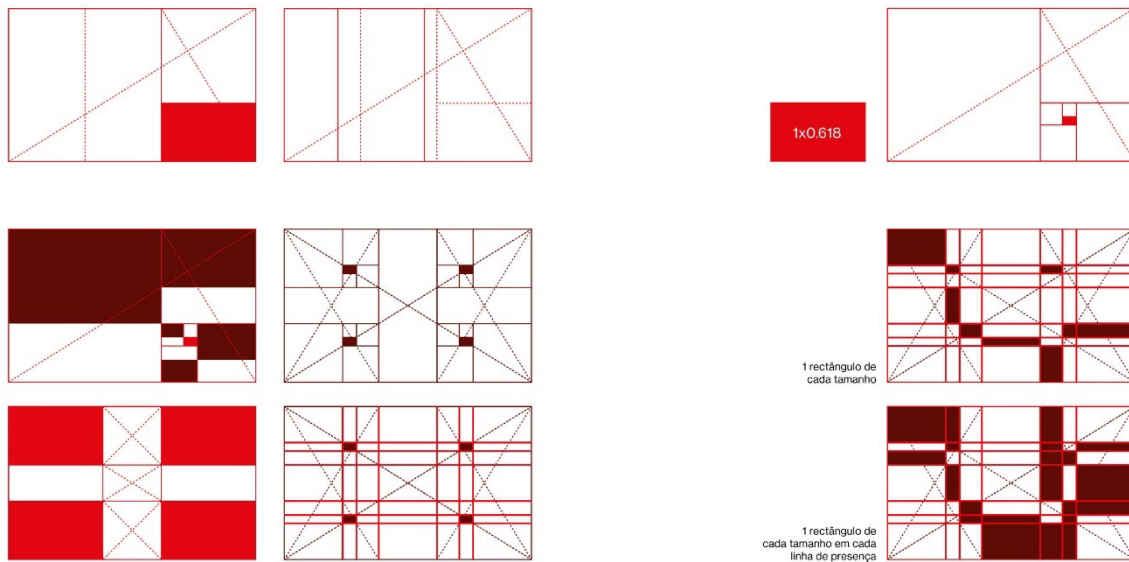 1x0.618
1 rectângulo de
cada tamanho
1 rectângulo de
cada tamanho em cada
linha de presença